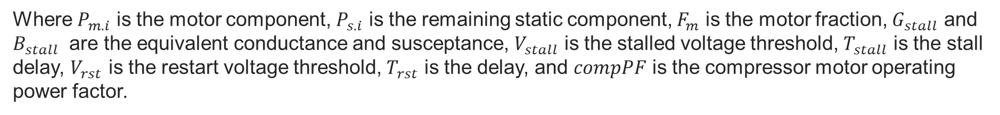 Where P_{m.i} is the motor component, P_{s.i} is the remaining static component, F_m is the motor fraction, G_{stall} and
B_{stall} are the equivalent conductance and susceptance, V_{stall} is the stalled voltage threshold, T_{stall} is the stall
delay, V_{rst} is the restart voltage threshold, T_{rst} is the delay, and compPF is the compressor motor operating
power factor.